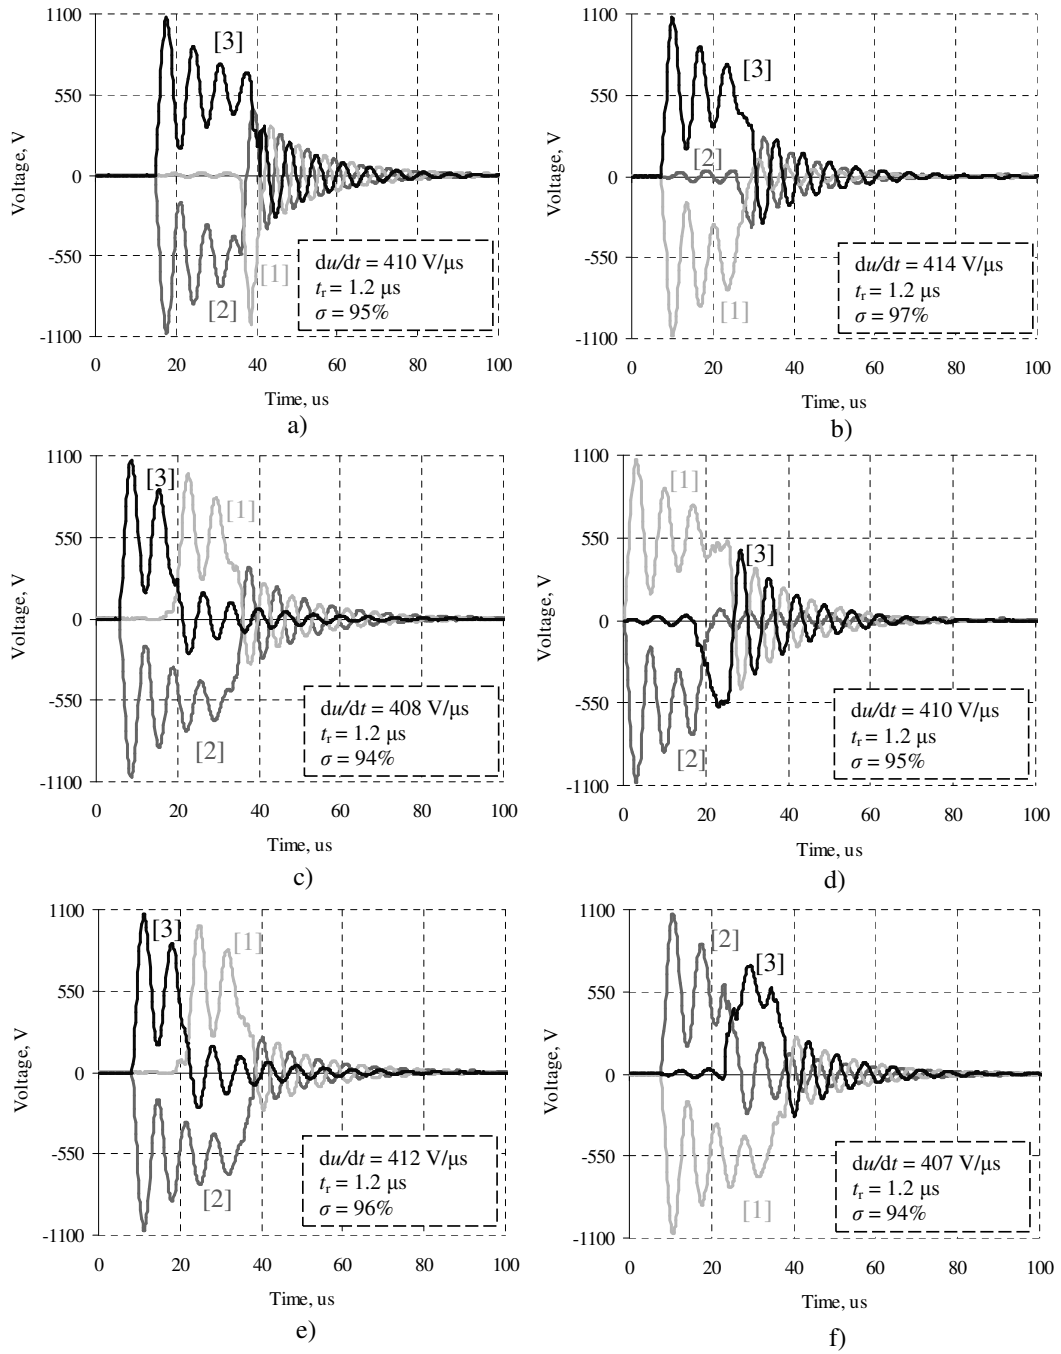 1100
550
0
-550
-1100
Voltage, V
[3]
[2]
[1]
du/dt = 410 V/μs
tr = 1.2 μs
σ = 95%
0 20 40 60 80 100
Time, us
a)
1100
550
0
-550
-1100
Voltage, V
[3]
[2]
[1]
du/dt = 414 V/μs
tr = 1.2 μs
σ = 97%
0 20 40 60 80 100
Time, us
b)
1100
550
0
-550
-1100
Voltage, V
[3]
[1]
[2]
du/dt = 408 V/μs
tr = 1.2 μs
σ = 94%
0 20 40 60 80 100
Time, us
c)
1100
550
0
-550
-1100
Voltage, V
[1]
[3]
[2]
du/dt = 410 V/μs
tr = 1.2 μs
σ = 95%
0 20 40 60 80 100
Time, us
d)
1100
550
0
-550
-1100
Voltage, V
[3]
[1]
[2]
du/dt = 412 V/μs
tr = 1.2 μs
σ = 96%
0 20 40 60 80 100
Time, us
e)
1100
550
0
-550
-1100
Voltage, V
[2]
[3]
[1]
du/dt = 407 V/μs
tr = 1.2 μs
σ = 94%
0 20 40 60 80 100
Time, us
f)